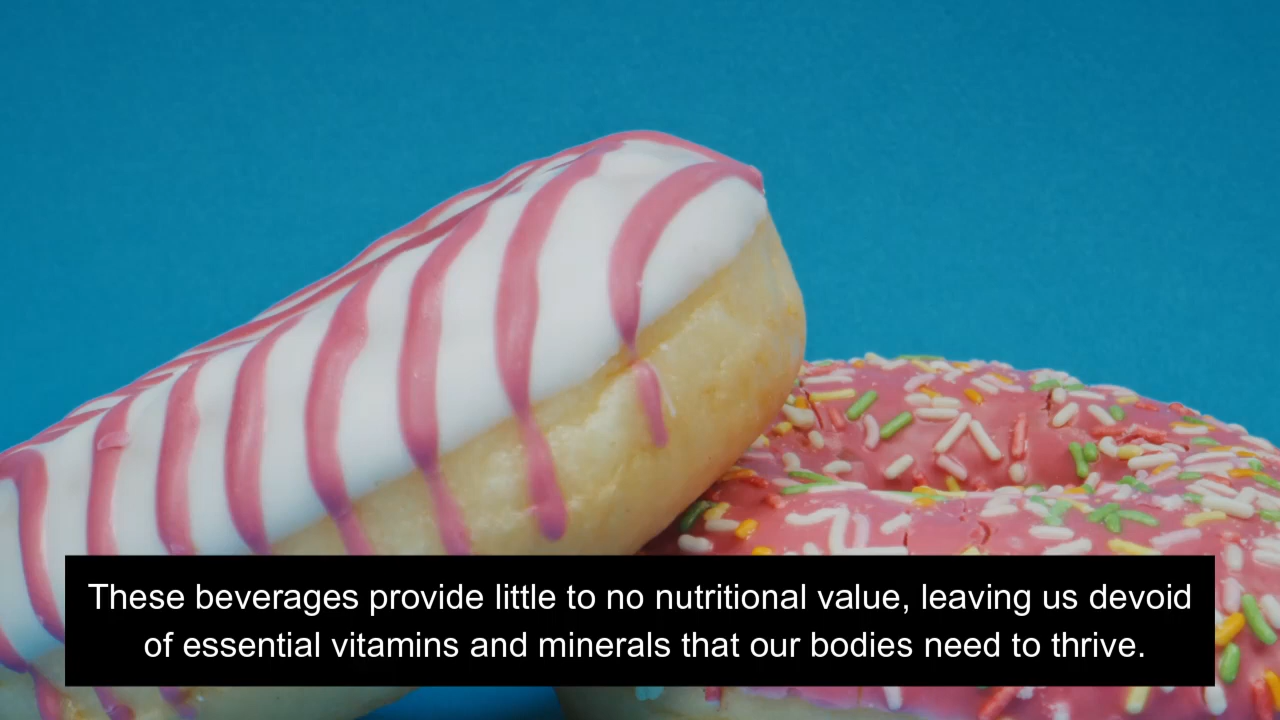 These beverages provide little to no nutritional value, leaving us devoid
of essential vitamins and minerals that our bodies need to thrive.